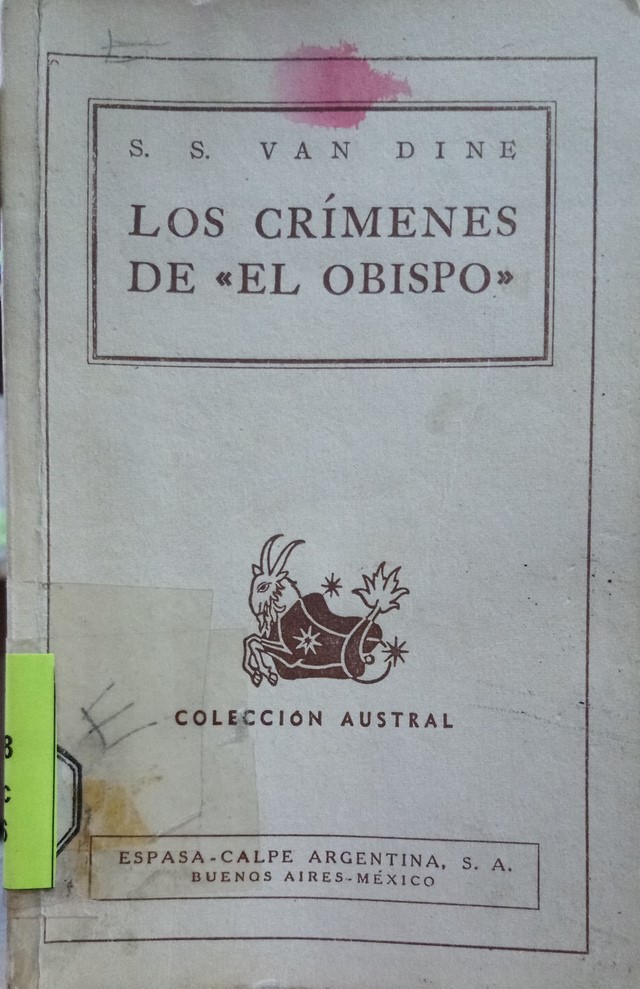 E
S. S. VAN DINE
LOS CRÍMENES
DE «EL OBISPO»
COLECCIÓN AUSTRAL
E
ESPASA-CALPE ARGENTINA, S. A.
BUENOS AIRES-MÉXICO